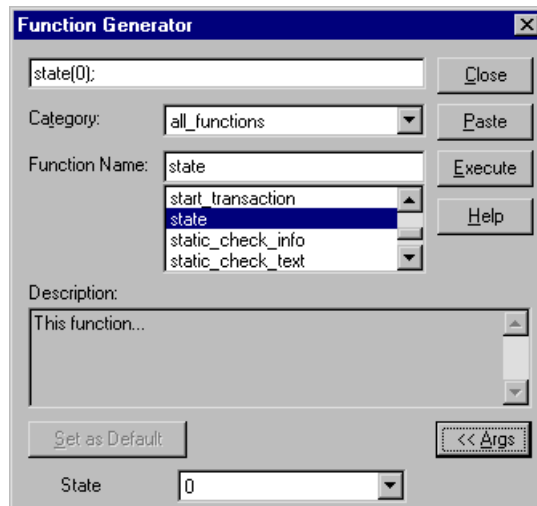 Function Generator
state(0);
Close
Category:
all_functions
Paste
Function Name:
state
Execute
start_transaction
state
static_check_info
static_check_text
Help
Description:
This function...
Set as Default
<< Args
State
0